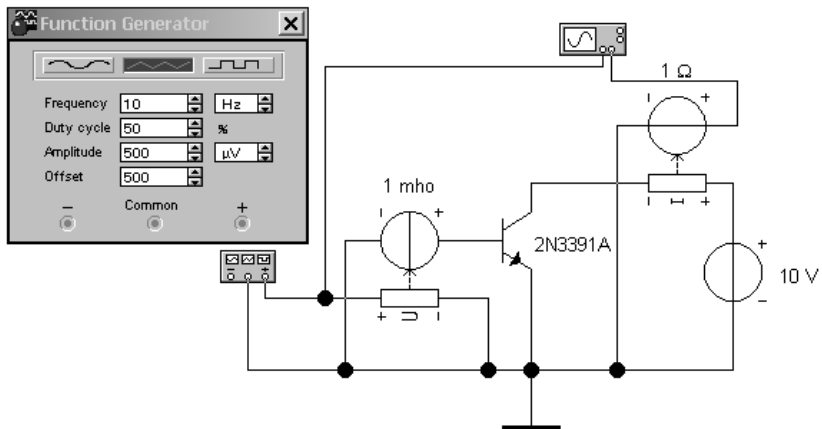 Function Generator
Frequency 10 Hz
Duty cycle 50 %
Amplitude 500 µV
Offset 500
− Common +
1 Ω
− +
1 mho
− +
2N3391A
− I +
+ U −
+
10 V
−
− +